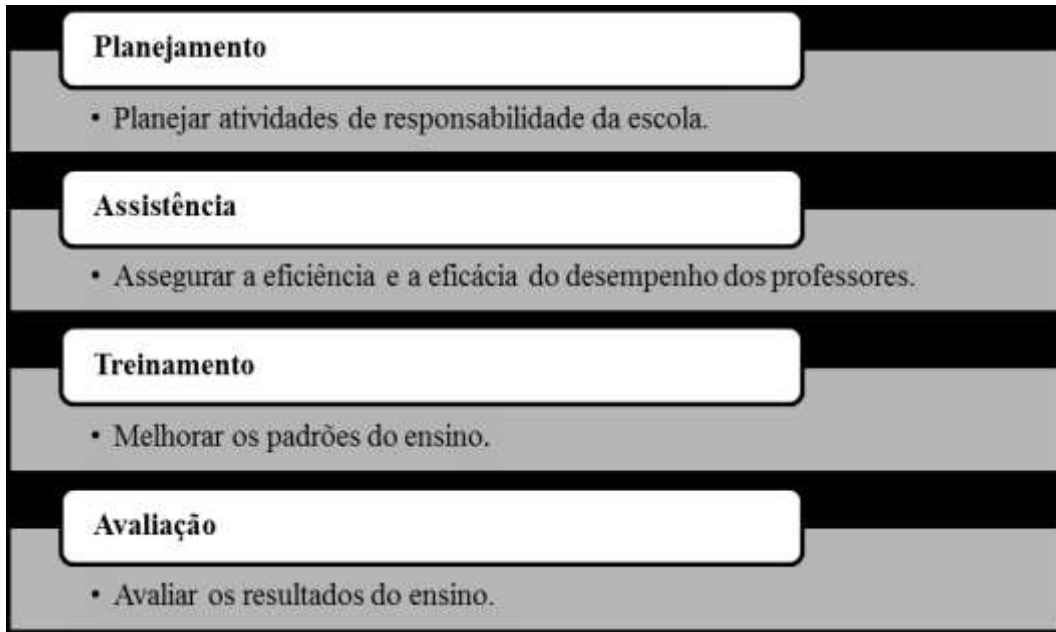 Planejamento
• Planejar atividades de responsabilidade da escola.
Assistência
• Assegurar a eficiência e a eficácia do desempenho dos professores.
Treinamento
• Melhorar os padrões do ensino.
Avaliação
• Avaliar os resultados do ensino.